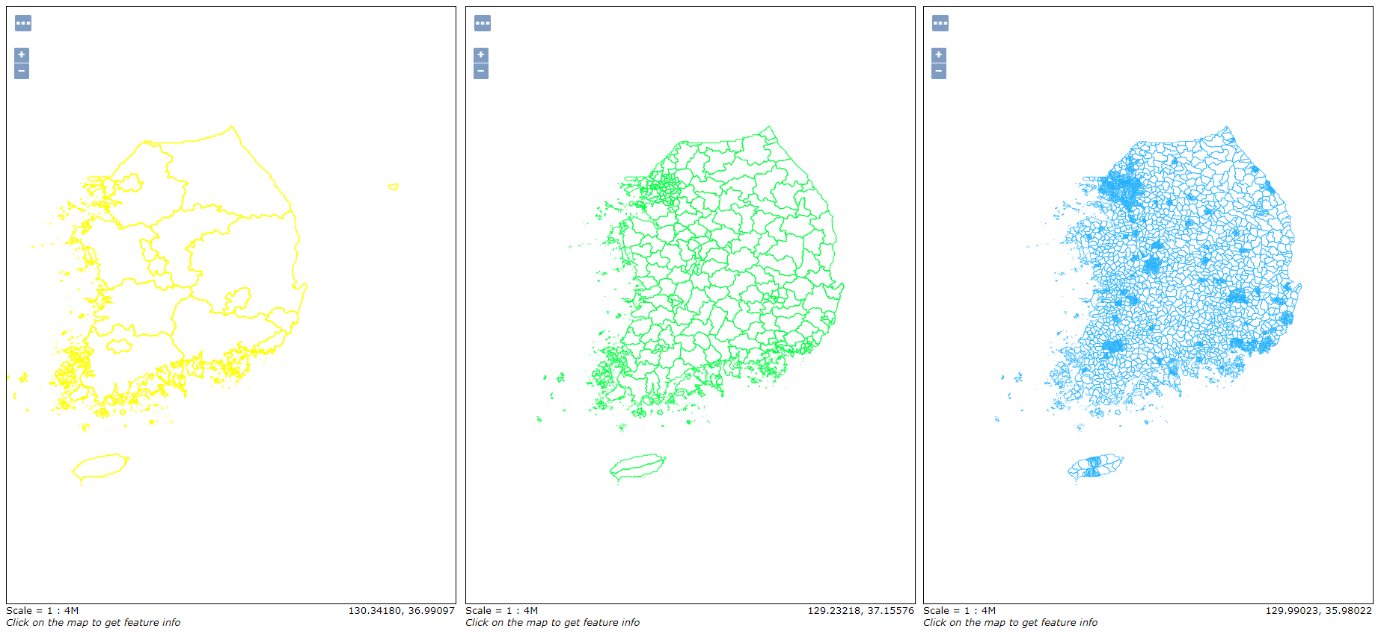 +
−
+
−
+
−
Scale = 1 : 4M 130.34180, 36.99097
Click on the map to get feature info
Scale = 1 : 4M 129.23218, 37.15576
Click on the map to get feature info
Scale = 1 : 4M 129.99023, 35.98022
Click on the map to get feature info